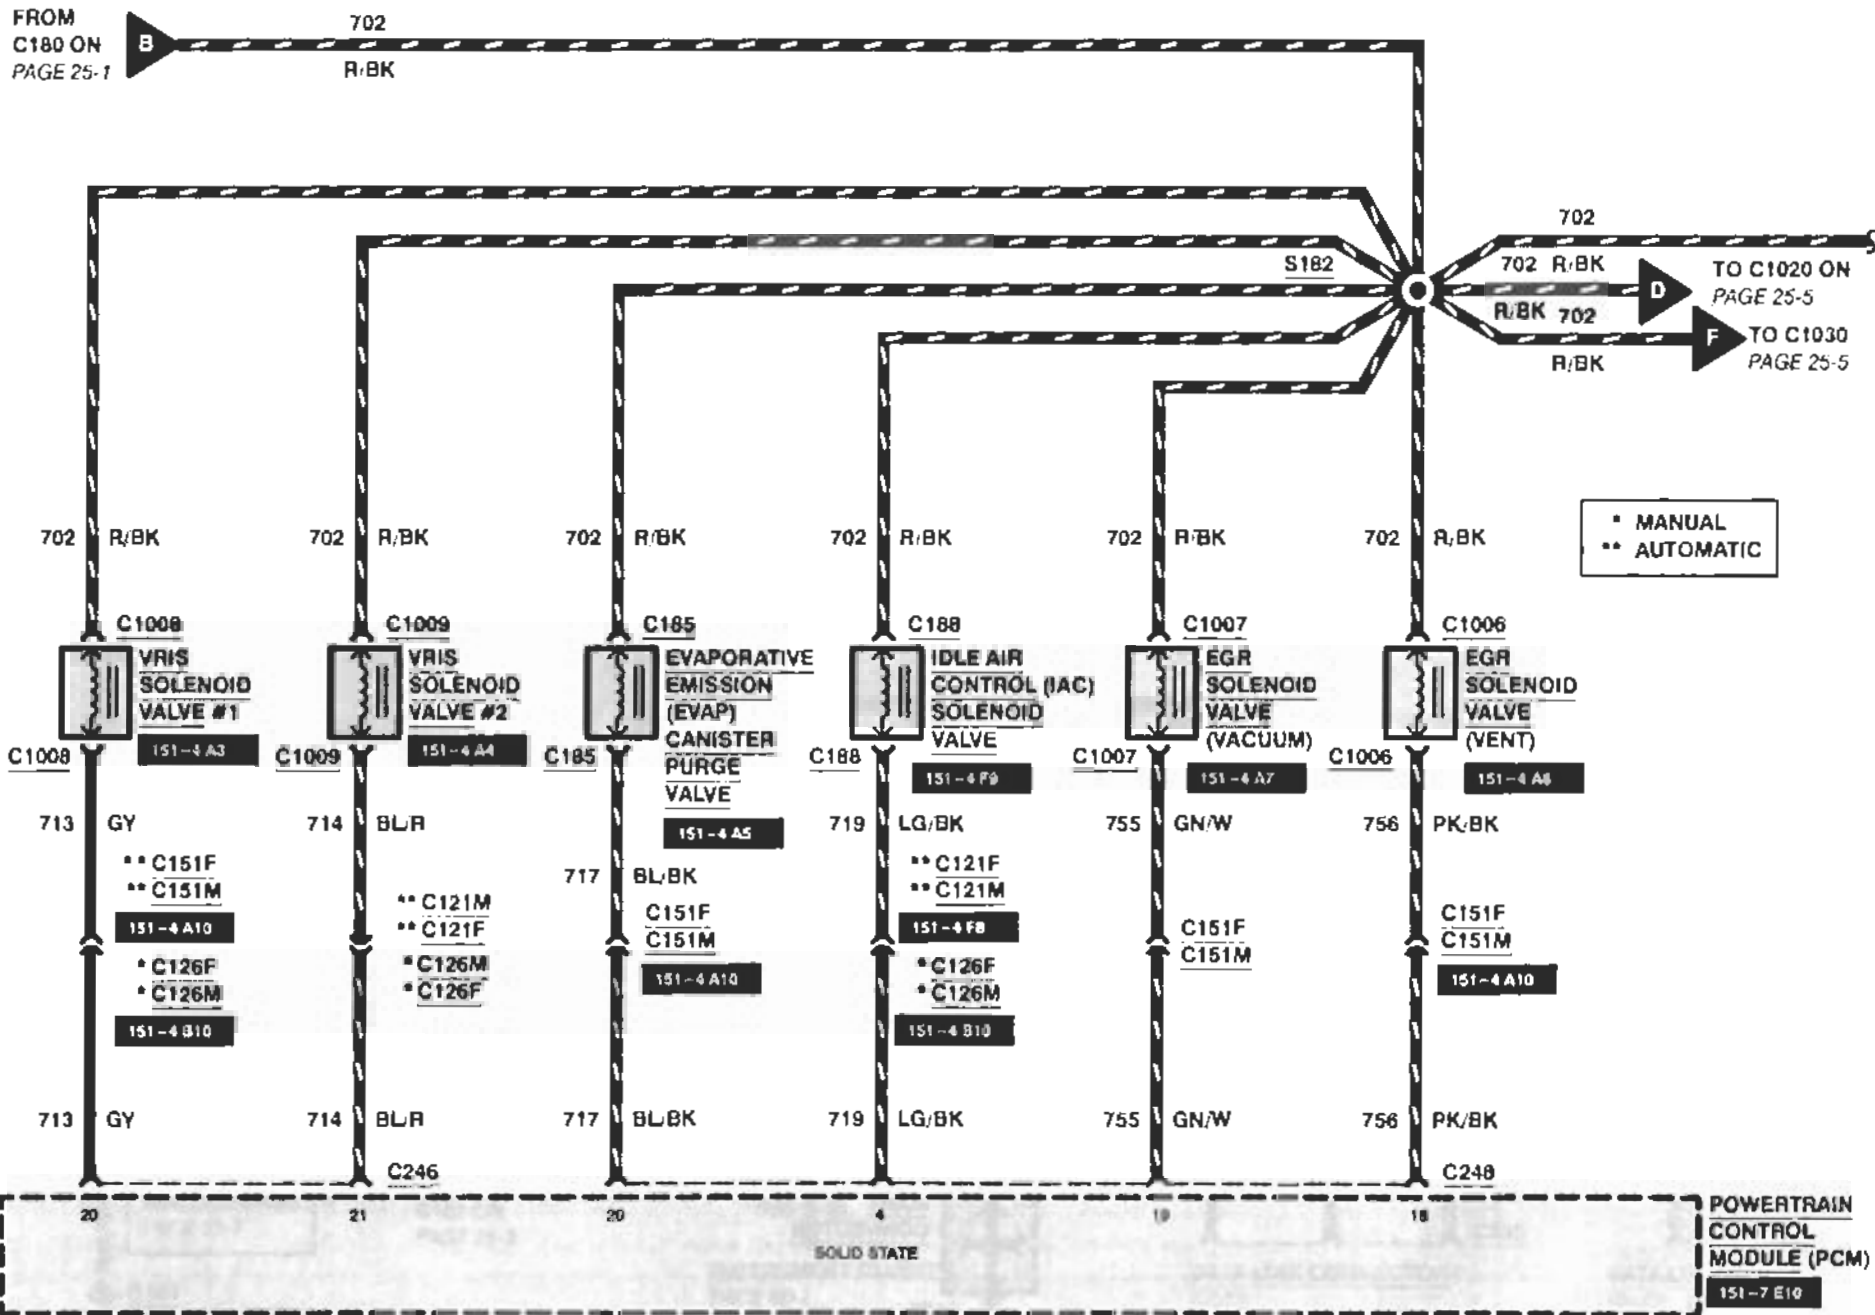 FROM
C180 ON
PAGE 25-1
B
702
R/BK
702
S182
702 R/BK
D
TO C1020 ON
PAGE 25-5
R/BK 702
F
TO C1030
PAGE 25-5
R/BK
* MANUAL
** AUTOMATIC
702 R/BK
702 R/BK
702 R/BK
702 R/BK
702 R/BK
702 R/BK
C1008
VRIS
SOLENOID
VALVE #1
151-4 A3
C1008
C1009
VRIS
SOLENOID
VALVE #2
151-4 A4
C1009
C185
EVAPORATIVE
EMISSION
(EVAP)
CANISTER
PURGE
VALVE
151-4 A5
C185
C188
IDLE AIR
CONTROL (IAC)
SOLENOID
VALVE
151-4 F9
C188
C1007
EGR
SOLENOID
VALVE
(VACUUM)
151-4 A7
C1007
C1006
EGR
SOLENOID
VALVE
(VENT)
C1006
713 GY
** C151F
** C151M
151-4 A10
* C126F
* C126M
151-4 B10
714 BL/R
** C121M
** C121F
* C126M
* C126F
717 BL/BK
C151F
C151M
151-4 A10
719 LG/BK
** C121F
** C121M
151-4 F8
* C126F
* C126M
151-4 B10
755 GN/W
C151F
C151M
756 PK/BK
C151F
C151M
151-4 A10
713 GY
714 BL/R
717 BL/BK
719 LG/BK
755 GN/W
756 PK/BK
C246
20
21
20
4
19
18
SOLID STATE
POWERTRAIN
CONTROL
MODULE (PCM)
151-7 E10